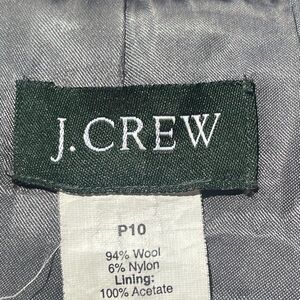 J.CREW
P10
94% Wool
6% Nylon
Lining:
100% Acetate